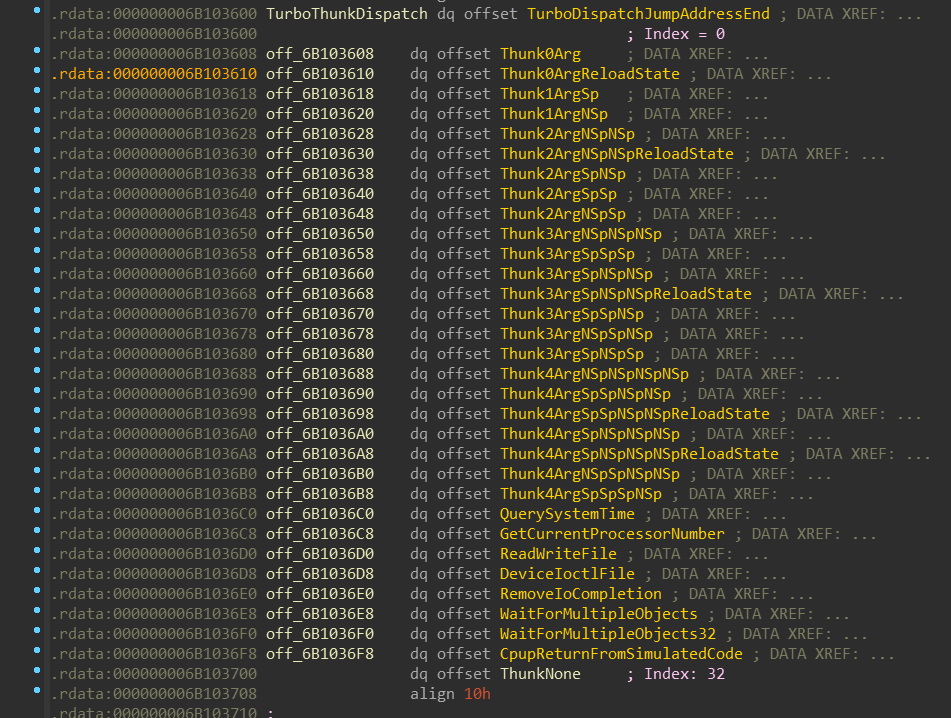 .rdata:000000006B103600 TurboThunkDispatch dq offset TurboDispatchJumpAddressEnd ; DATA XREF: ...
.rdata:000000006B103600 ; Index = 0
.rdata:000000006B103608 off_6B103608 dq offset Thunk0Arg ; DATA XREF: ...
.rdata:000000006B103610 off_6B103610 dq offset Thunk0ArgReloadState ; DATA XREF: ...
.rdata:000000006B103618 off_6B103618 dq offset Thunk1ArgSp ; DATA XREF: ...
.rdata:000000006B103620 off_6B103620 dq offset Thunk1ArgNSp ; DATA XREF: ...
.rdata:000000006B103628 off_6B103628 dq offset Thunk2ArgNSpNSp ; DATA XREF: ...
.rdata:000000006B103630 off_6B103630 dq offset Thunk2ArgNSpNSpReloadState ; DATA XREF: ...
.rdata:000000006B103638 off_6B103638 dq offset Thunk2ArgSpNSp ; DATA XREF: ...
.rdata:000000006B103640 off_6B103640 dq offset Thunk2ArgSpSp ; DATA XREF: ...
.rdata:000000006B103648 off_6B103648 dq offset Thunk2ArgNSpSp ; DATA XREF: ...
.rdata:000000006B103650 off_6B103650 dq offset Thunk3ArgNSpNSpNSp ; DATA XREF: ...
.rdata:000000006B103658 off_6B103658 dq offset Thunk3ArgSpSpSp ; DATA XREF: ...
.rdata:000000006B103660 off_6B103660 dq offset Thunk3ArgSpNSpNSp ; DATA XREF: ...
.rdata:000000006B103668 off_6B103668 dq offset Thunk3ArgSpNSpNSpReloadState ; DATA XREF: ...
.rdata:000000006B103670 off_6B103670 dq offset Thunk3ArgSpSpNSp ; DATA XREF: ...
.rdata:000000006B103678 off_6B103678 dq offset Thunk3ArgNSpSpNSp ; DATA XREF: ...
.rdata:000000006B103680 off_6B103680 dq offset Thunk3ArgSpNSpSp ; DATA XREF: ...
.rdata:000000006B103688 off_6B103688 dq offset Thunk4ArgNSpNSpNSpNSp ; DATA XREF: ...
.rdata:000000006B103690 off_6B103690 dq offset Thunk4ArgSpSpNSpNSp ; DATA XREF: ...
.rdata:000000006B103698 off_6B103698 dq offset Thunk4ArgSpSpNSpNSpReloadState ; DATA XREF: ...
.rdata:000000006B1036A0 off_6B1036A0 dq offset Thunk4ArgSpNSpNSpNSp ; DATA XREF: ...
.rdata:000000006B1036A8 off_6B1036A8 dq offset Thunk4ArgSpNSpNSpNSpReloadState ; DATA XREF: ...
.rdata:000000006B1036B0 off_6B1036B0 dq offset Thunk4ArgNSpSpNSpNSp ; DATA XREF: ...
.rdata:000000006B1036B8 off_6B1036B8 dq offset Thunk4ArgSpSpSpNSp ; DATA XREF: ...
.rdata:000000006B1036C0 off_6B1036C0 dq offset QuerySystemTime ; DATA XREF: ...
.rdata:000000006B1036C8 off_6B1036C8 dq offset GetCurrentProcessorNumber ; DATA XREF: ...
.rdata:000000006B1036D0 off_6B1036D0 dq offset ReadWriteFile ; DATA XREF: ...
.rdata:000000006B1036D8 off_6B1036D8 dq offset DeviceIoctlFile ; DATA XREF: ...
.rdata:000000006B1036E0 off_6B1036E0 dq offset RemoveIoCompletion ; DATA XREF: ...
.rdata:000000006B1036E8 off_6B1036E8 dq offset WaitForMultipleObjects ; DATA XREF: ...
.rdata:000000006B1036F0 off_6B1036F0 dq offset WaitForMultipleObjects32 ; DATA XREF: ...
.rdata:000000006B1036F8 off_6B1036F8 dq offset CpupReturnFromSimulatedCode ; DATA XREF: ...
.rdata:000000006B103700 dq offset ThunkNone ; Index: 32
.rdata:000000006B103708 align 10h
.rdata:000000006B103710 ;